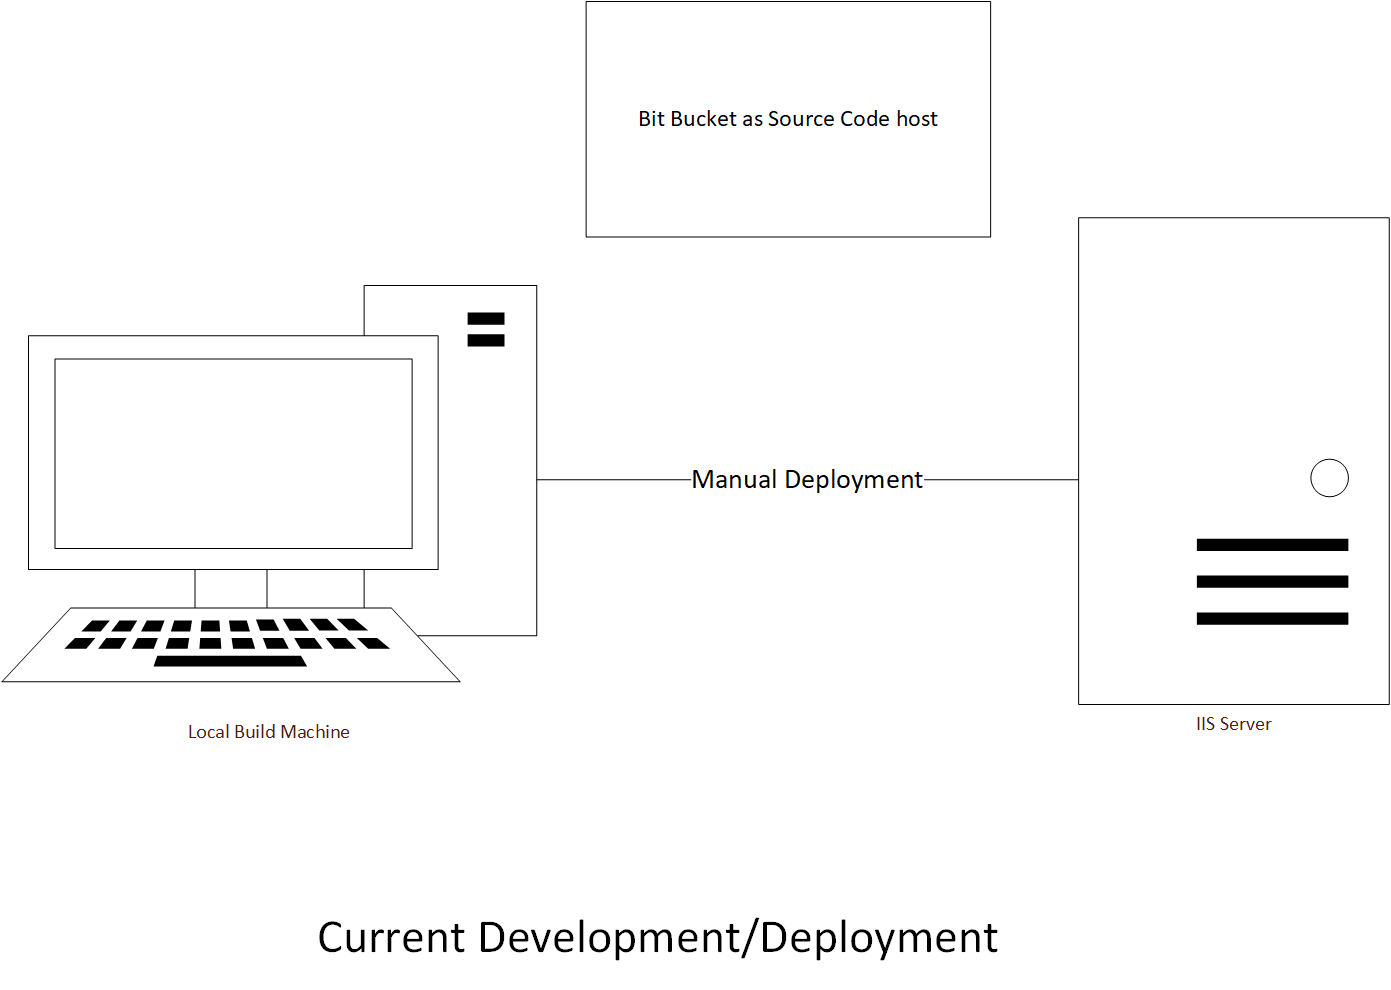 Bit Bucket as Source Code host
Manual Deployment
Local Build Machine
IIS Server
Current Development/Deployment